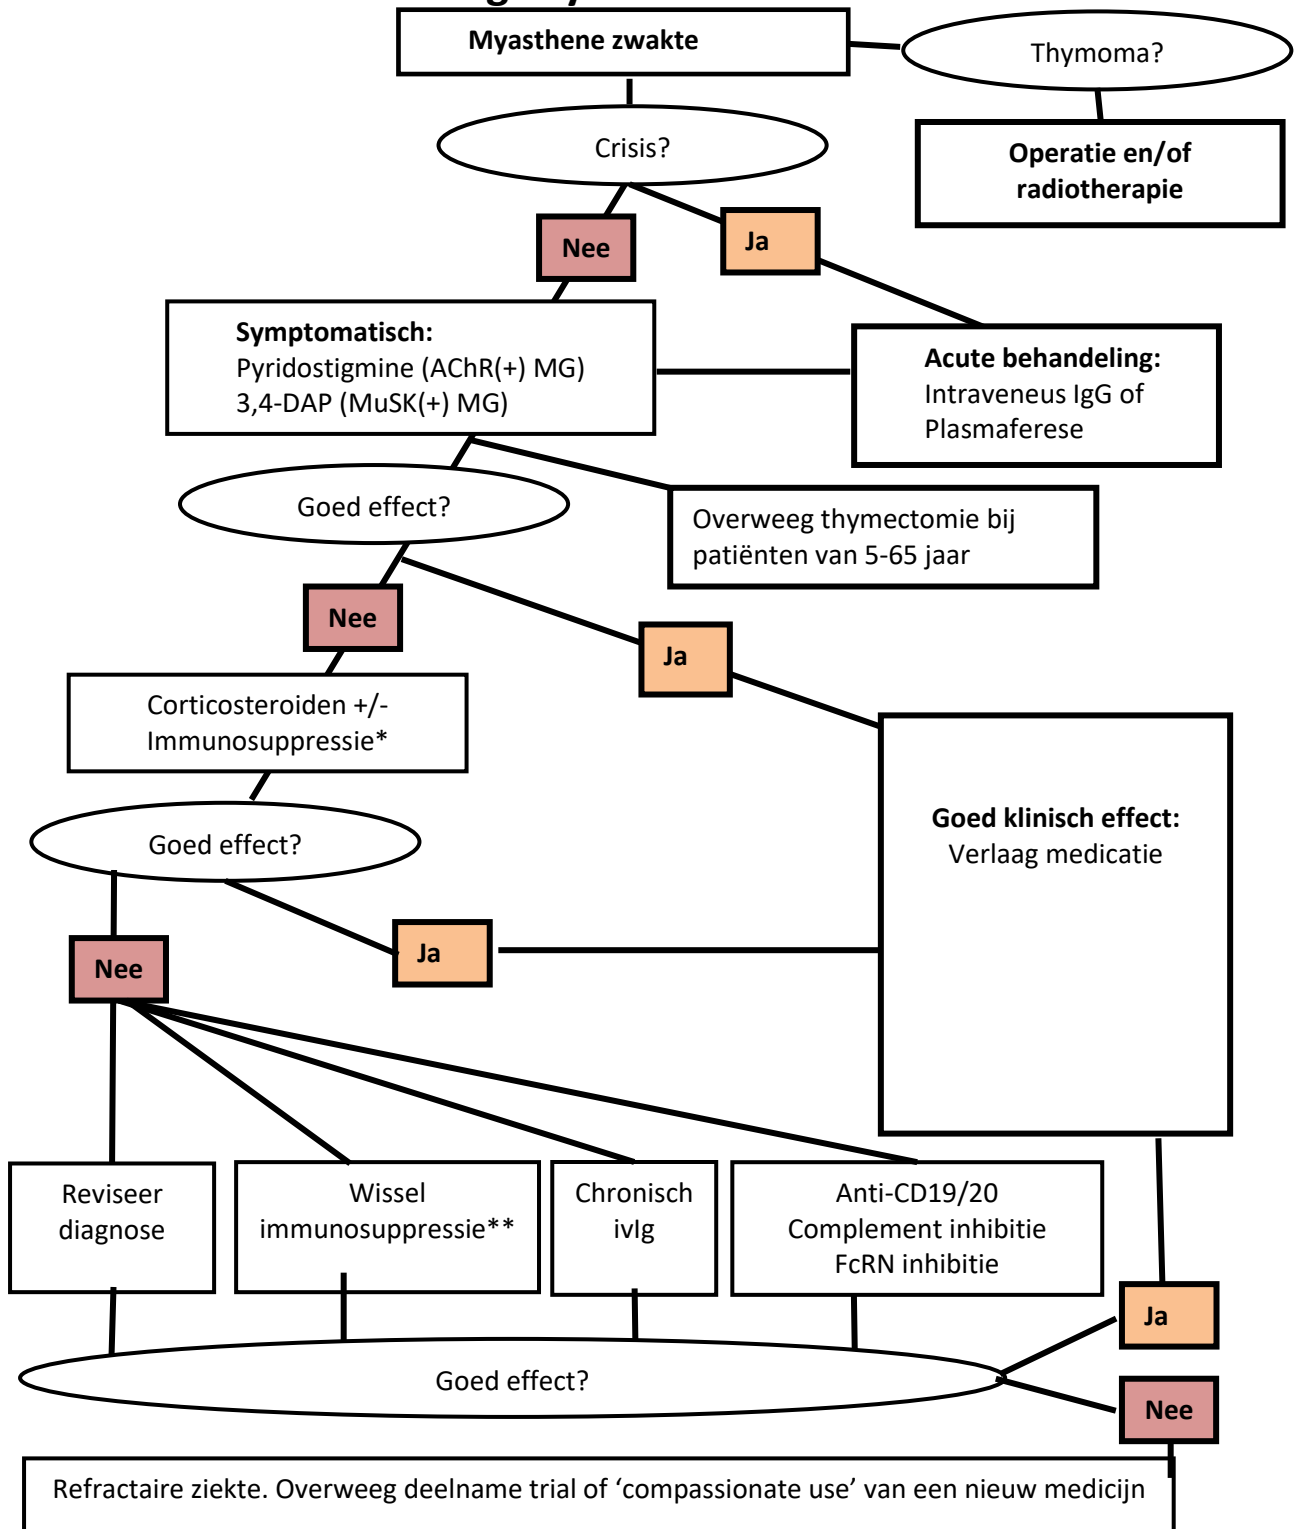 Myasthene zwakte
Thymoma?
Crisis?
Operatie en/of
radiotherapie
Nee
Ja
Symptomatisch:
Pyridostigmine (AChR(+) MG)
3,4-DAP (MuSK(+) MG)
Acute behandeling:
Intraveneus IgG of
Plasmaferese
Goed effect?
Overweeg thymectomie bij
patiënten van 5-65 jaar
Nee
Ja
Corticosteroiden +/-
Immunosuppressie*
Goed klinisch effect:
Verlaag medicatie
Goed effect?
Nee
Ja
Reviseer
diagnose
Wissel
immunosuppressie**
Chronisch
ivIg
Anti-CD19/20
Complement inhibitie
FcRN inhibitie
Ja
Goed effect?
Nee
Refractaire ziekte. Overweeg deelname trial of ‘compassionate use’ van een nieuw medicijn